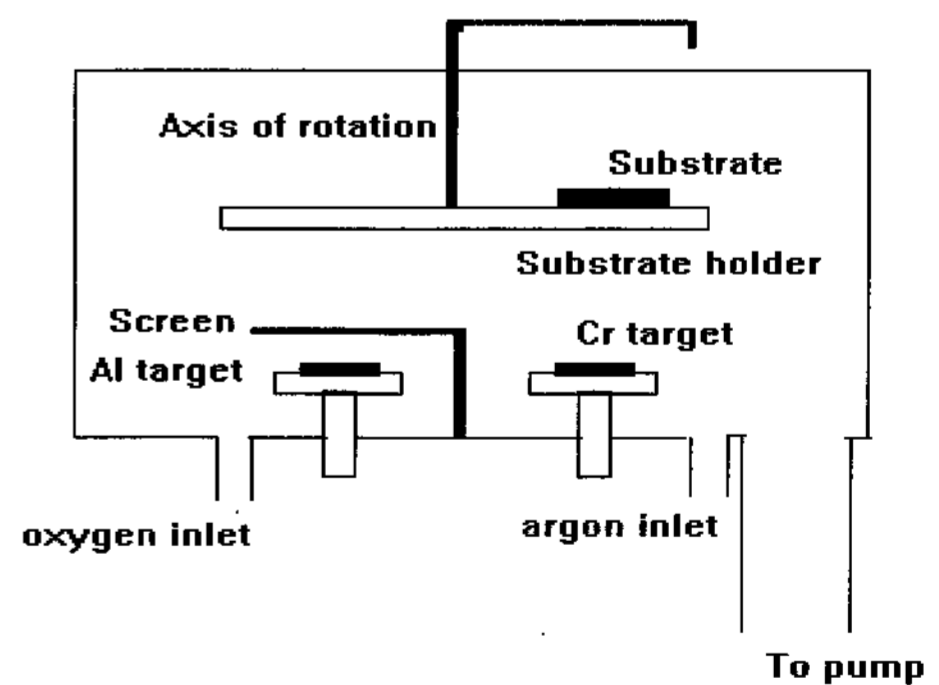 Axis of rotation
Substrate
Substrate holder
Screen
Cr target
Al target
oxygen inlet
argon inlet
To pump